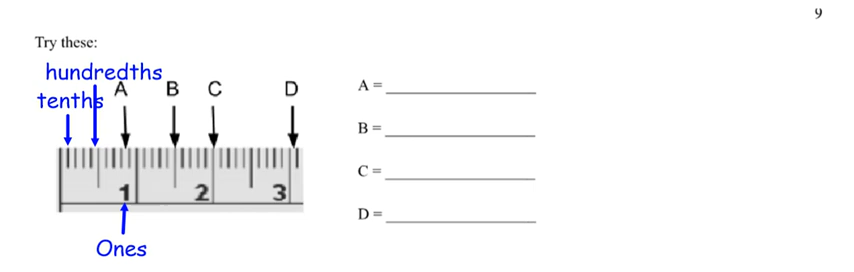 9
Try these:
hundredths
tenths
A B C D
1 2 3
Ones
A =
B =
C =
D =